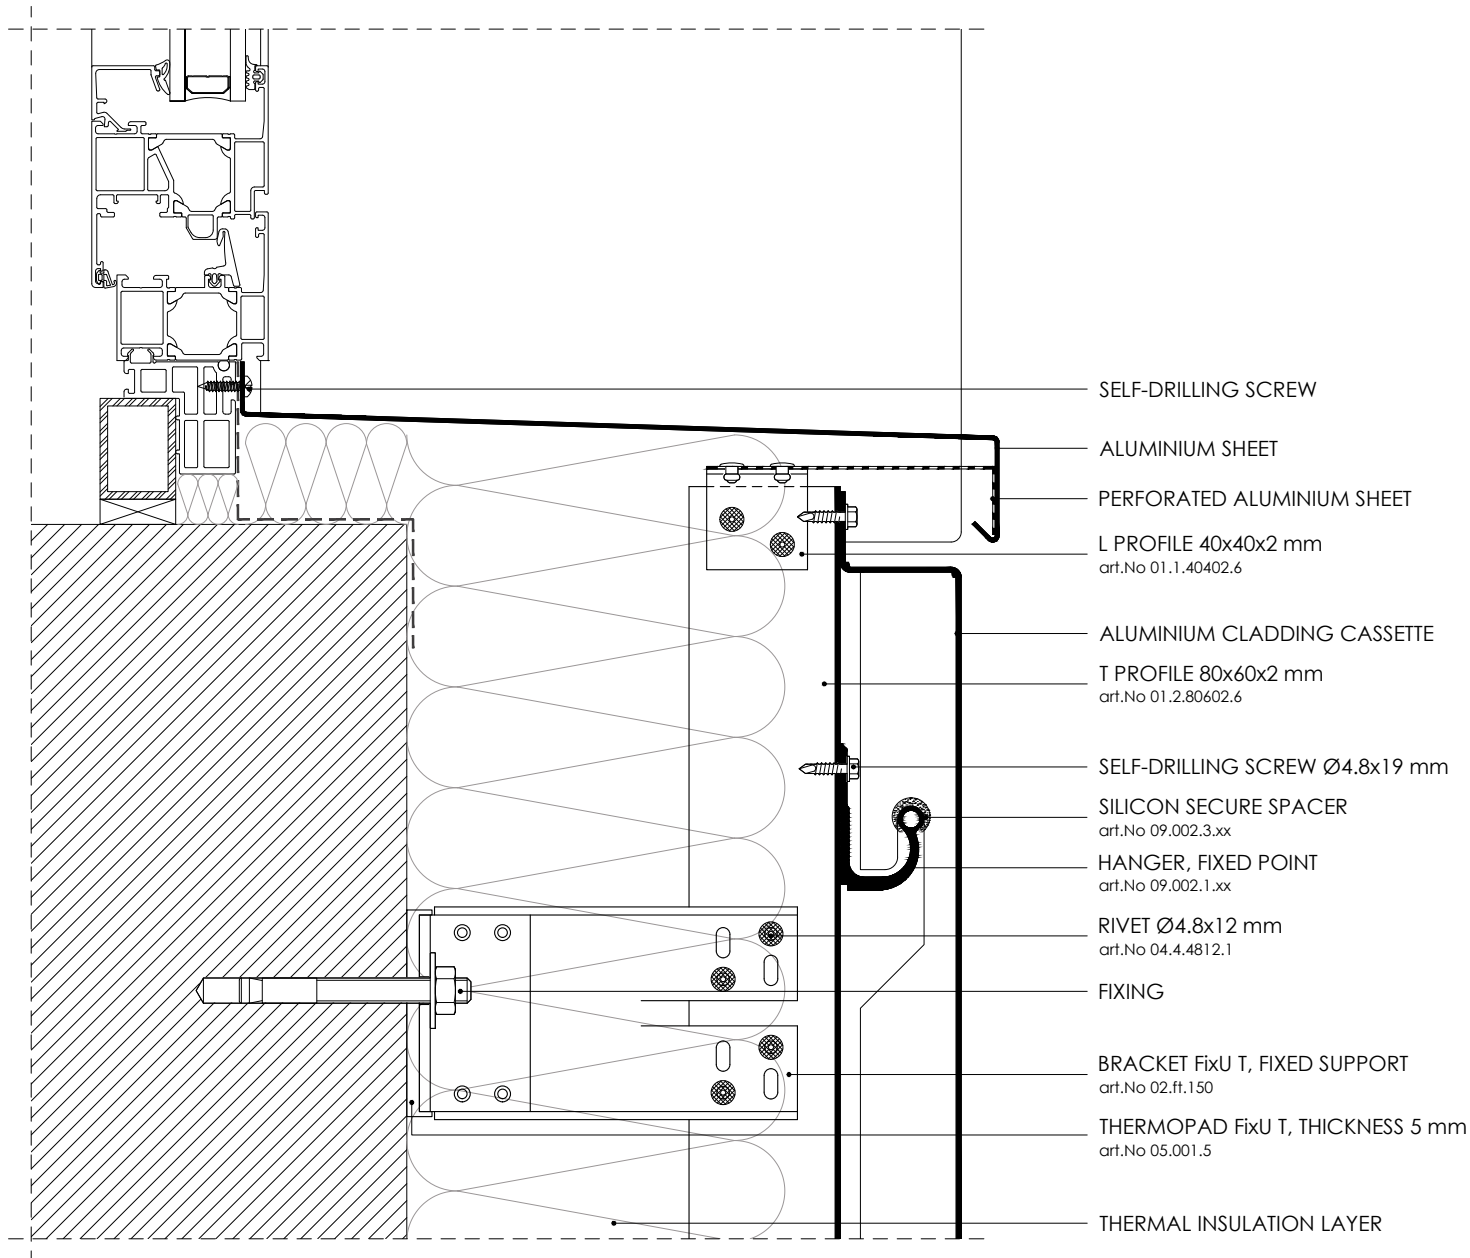 SELF-DRILLING SCREW
ALUMINIUM SHEET
PERFORATED ALUMINIUM SHEET
L PROFILE 40x40x2 mm
art.No 01.1.40402.6
ALUMINIUM CLADDING CASSETTE
T PROFILE 80x60x2 mm
art.No 01.2.80602.6
SELF-DRILLING SCREW Ø4.8x19 mm
SILICON SECURE SPACER
art.No 09.002.3.xx
HANGER, FIXED POINT
art.No 09.002.1.xx
RIVET Ø4.8x12 mm
art.No 04.4.4812.1
FIXING
BRACKET FixU T, FIXED SUPPORT
art.No 02.ft.150
THERMOPAD FixU T, THICKNESS 5 mm
art.No 05.001.5
THERMAL INSULATION LAYER